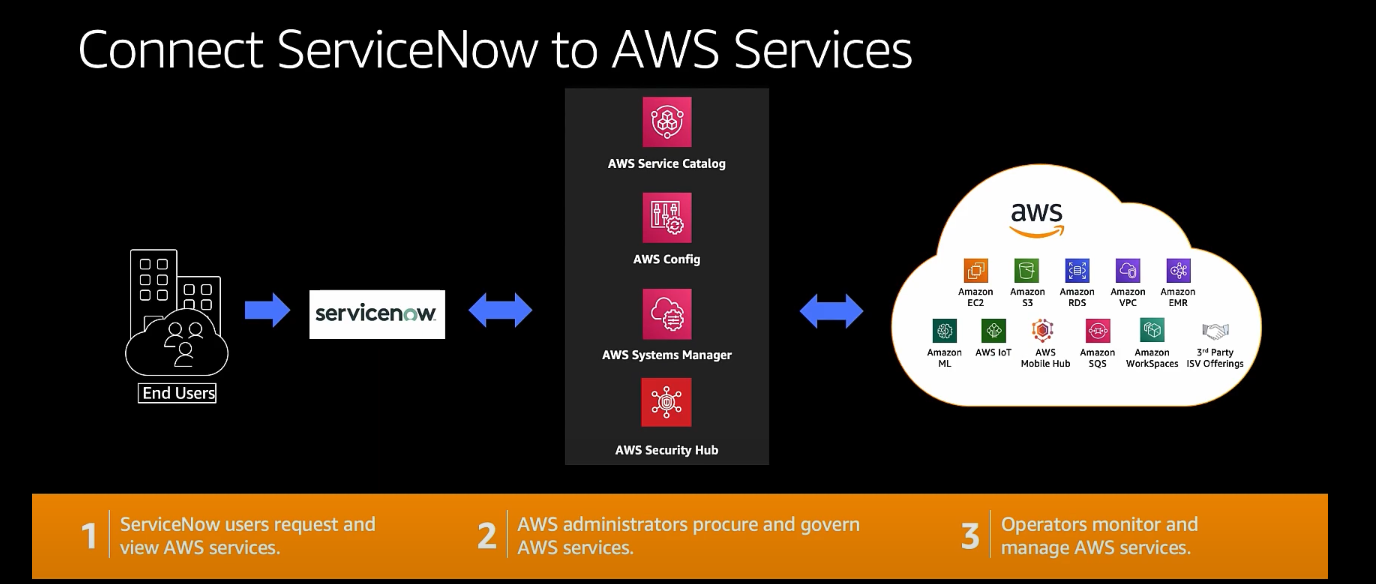 Connect ServiceNow to AWS Services
AWS Service Catalog
AWS Config
AWS Systems Manager
AWS Security Hub
End Users
servicenow
aws
Amazon
EC2
Amazon
S3
Amazon
RDS
Amazon
VPC
Amazon
EMR
Amazon
ML
AWS IoT
AWS
Mobile Hub
Amazon
SQS
Amazon
WorkSpaces
3rd Party
ISV Offerings
1
ServiceNow users request and
view AWS services.
2
AWS administrators procure and govern
AWS services.
3
Operators monitor and
manage AWS services.